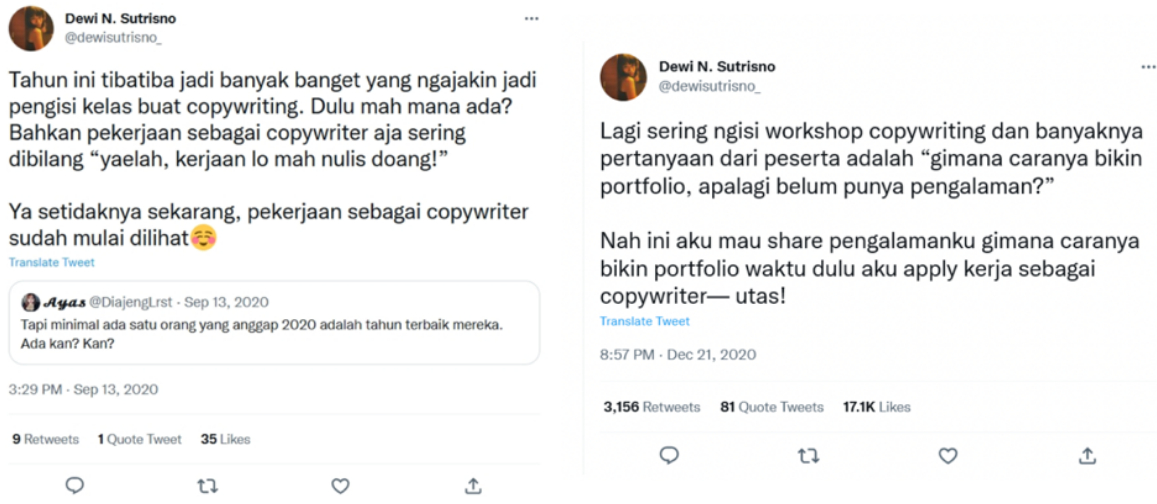 Dewi N. Sutrisno
@dewisutrisno_
Tahun ini tibatiba jadi banyak banget yang ngajakin jadi
pengisi kelas buat copywriting. Dulu mah mana ada?
Bahkan pekerjaan sebagai copywriter aja sering
dibilang “yaelah, kerjaan lo mah nulis doang!”
Ya setidaknya sekarang, pekerjaan sebagai copywriter
sudah mulai dilihat☺️
Translate Tweet
Ayas @DiajengLrst · Sep 13, 2020
Tapi minimal ada satu orang yang anggap 2020 adalah tahun terbaik mereka.
Ada kan? Kan?
3:29 PM · Sep 13, 2020
9 Retweets 1 Quote Tweet 35 Likes
Dewi N. Sutrisno
@dewisutrisno_
Lagi sering ngisi workshop copywriting dan banyaknya
pertanyaan dari peserta adalah “gimana caranya bikin
portfolio, apalagi belum punya pengalaman?”
Nah ini aku mau share pengalamanku gimana caranya
bikin portfolio waktu dulu aku apply kerja sebagai
copywriter— utas!
Translate Tweet
8:57 PM · Dec 21, 2020
3,156 Retweets 81 Quote Tweets 17.1K Likes